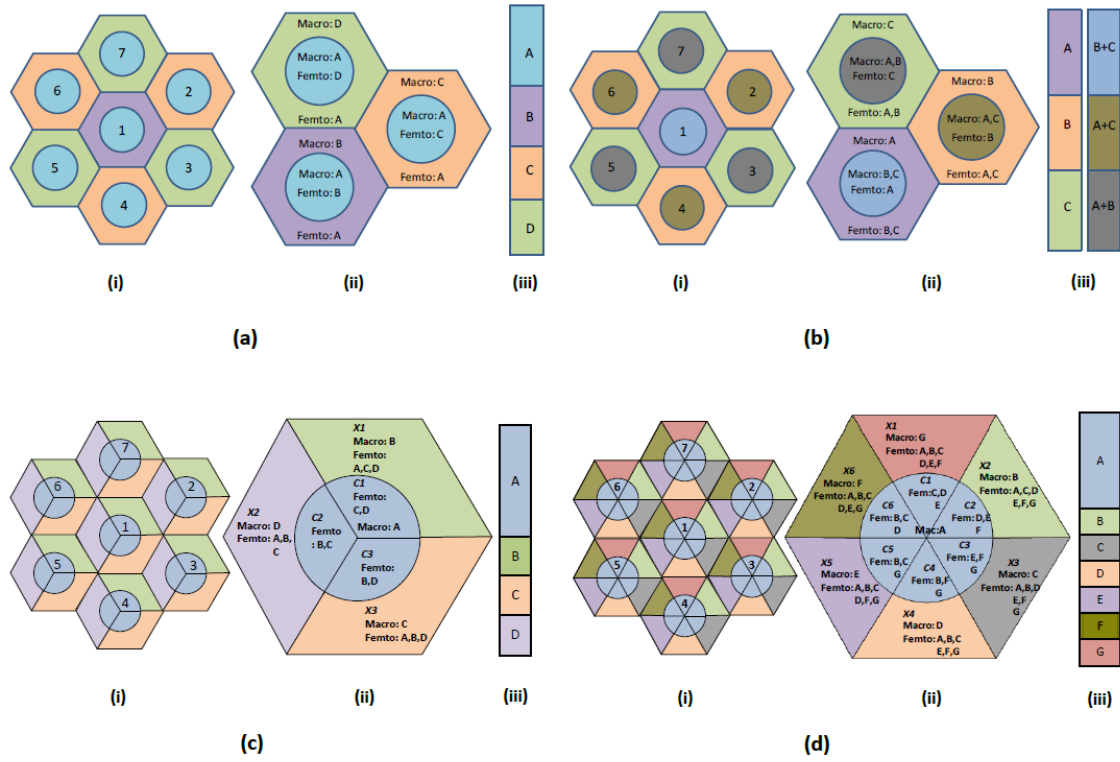 7
6
2
1
5
3
4
(i)
Macro: D
Macro: A
Femto: D
Femto: A
Macro: C
Macro: A
Femto: C
Femto: A
Macro: B
Macro: A
Femto: B
Femto: A
(ii)
A
B
C
D
(iii)
(a)
7
6
2
1
5
3
4
(i)
Macro: C
Macro: A,B
Femto: C
Femto: A,B
Macro: B
Macro: A,C
Femto: B
Femto: A,C
Macro: A
Macro: B,C
Femto: A
Femto: B,C
(ii)
A
B
C
B+C
A+C
A+B
(iii)
(b)
7
6
2
1
5
3
4
(i)
X1
Macro: B
Femto:
A,C,D
C1
Femto:
C,D
Macro: A
X2
Macro: D
Femto: A,B,
C
C2
Femto
: B,C
C3
Femto:
B,D
X3
Macro: C
Femto: A,B,D
(ii)
A
B
C
D
(iii)
(c)
7
6
2
1
5
3
4
(i)
X1
Macro: G
Femto: A,B,C
D,E,F
X2
Macro: B
Femto: A,C,D
E,F,G
X6
Macro: F
Femto: A,B,C
D,E,G
C1
Fem:C,D
E
C2
Fem:D,E
F
C6
Fem: B,C
D
Mac:A
C3
Fem: E,F
G
C5
Fem: B,C
G
C4
Fem: B,F
G
X5
Macro: E
Femto: A,B,C
D,F,G
X3
Macro: C
Femto: A,B,D
E,F
G
X4
Macro: D
Femto: A,B,C
E,F,G
(ii)
A
B
C
D
E
F
G
(iii)
(d)